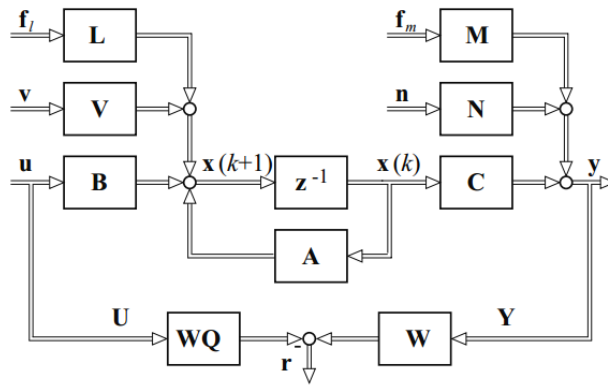 f_l L f_m M
v V n N
u B x(k+1) z^-1 x(k) C y
A
U WQ - r W Y